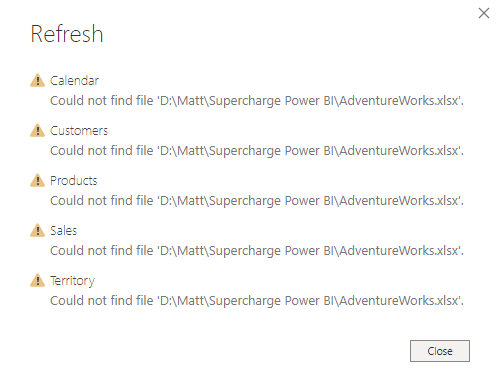 Refresh
Calendar
Could not find file 'D:\Matt\Supercharge Power BI\AdventureWorks.xlsx'.
Customers
Could not find file 'D:\Matt\Supercharge Power BI\AdventureWorks.xlsx'.
Products
Could not find file 'D:\Matt\Supercharge Power BI\AdventureWorks.xlsx'.
Sales
Could not find file 'D:\Matt\Supercharge Power BI\AdventureWorks.xlsx'.
Territory
Could not find file 'D:\Matt\Supercharge Power BI\AdventureWorks.xlsx'.
Close